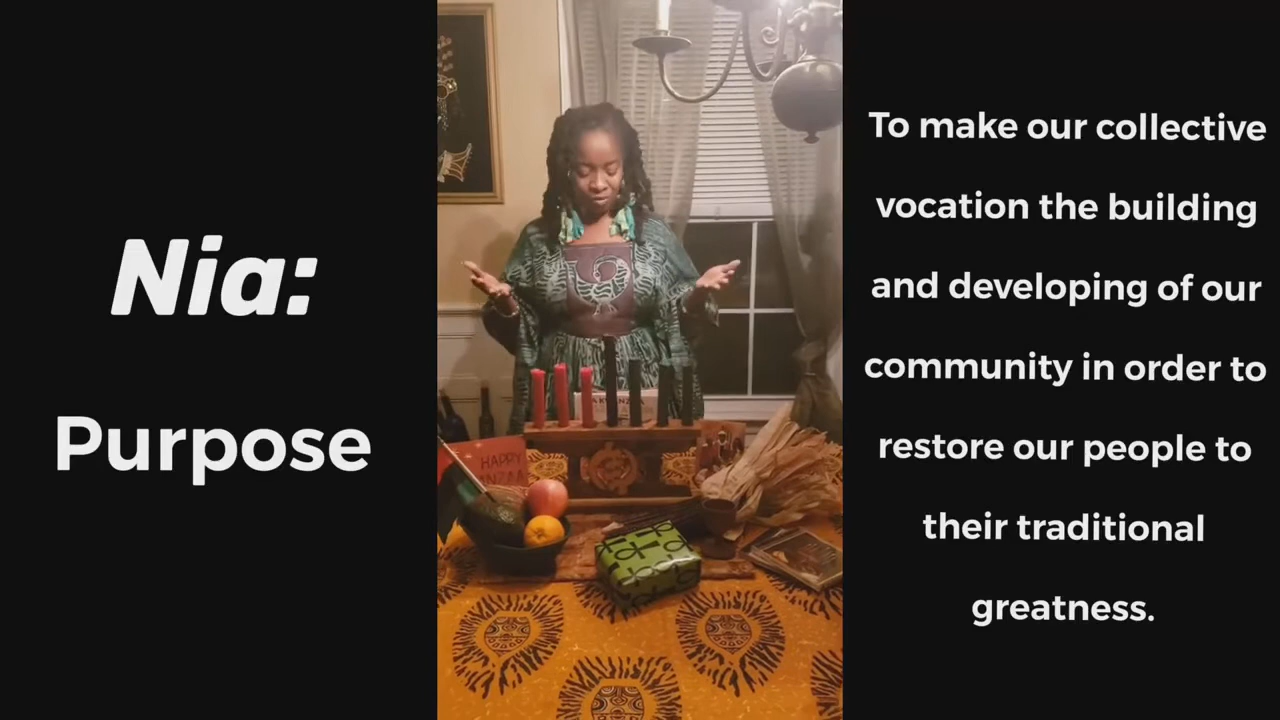 Nia:
Purpose
HAPPY
To make our collective
vocation the building
and developing of our
community in order to
restore our people to
their traditional
greatness.